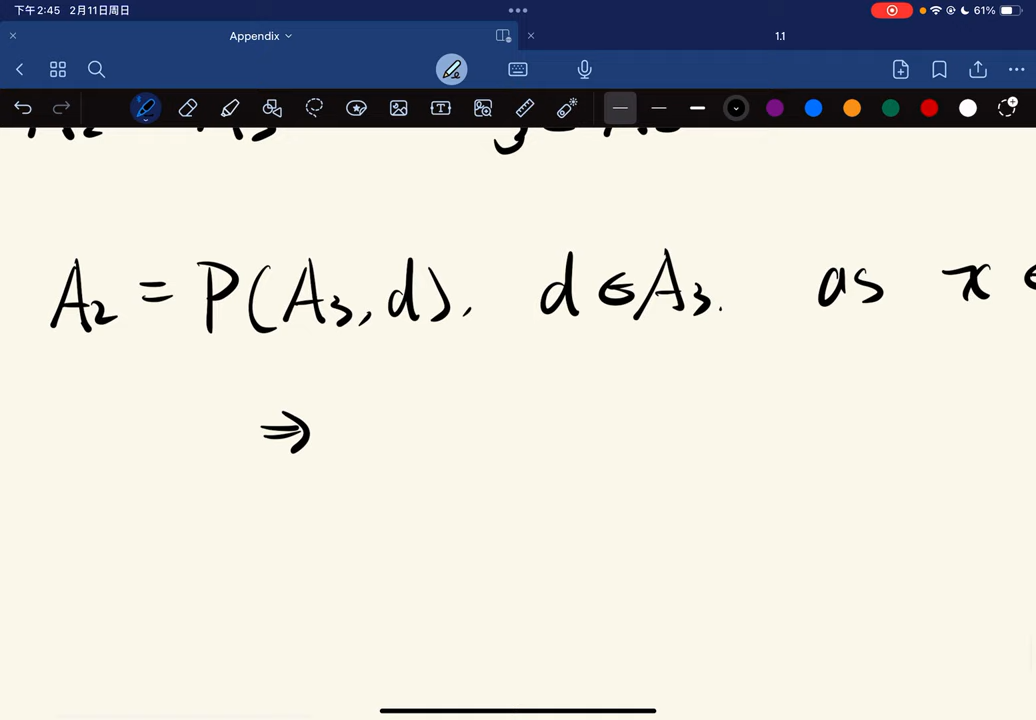 下午2:45 2月11日周日 61%
Appendix 1.1
A₂ = P(A₃, d), d ∈ A₃. as x ∈
⇒